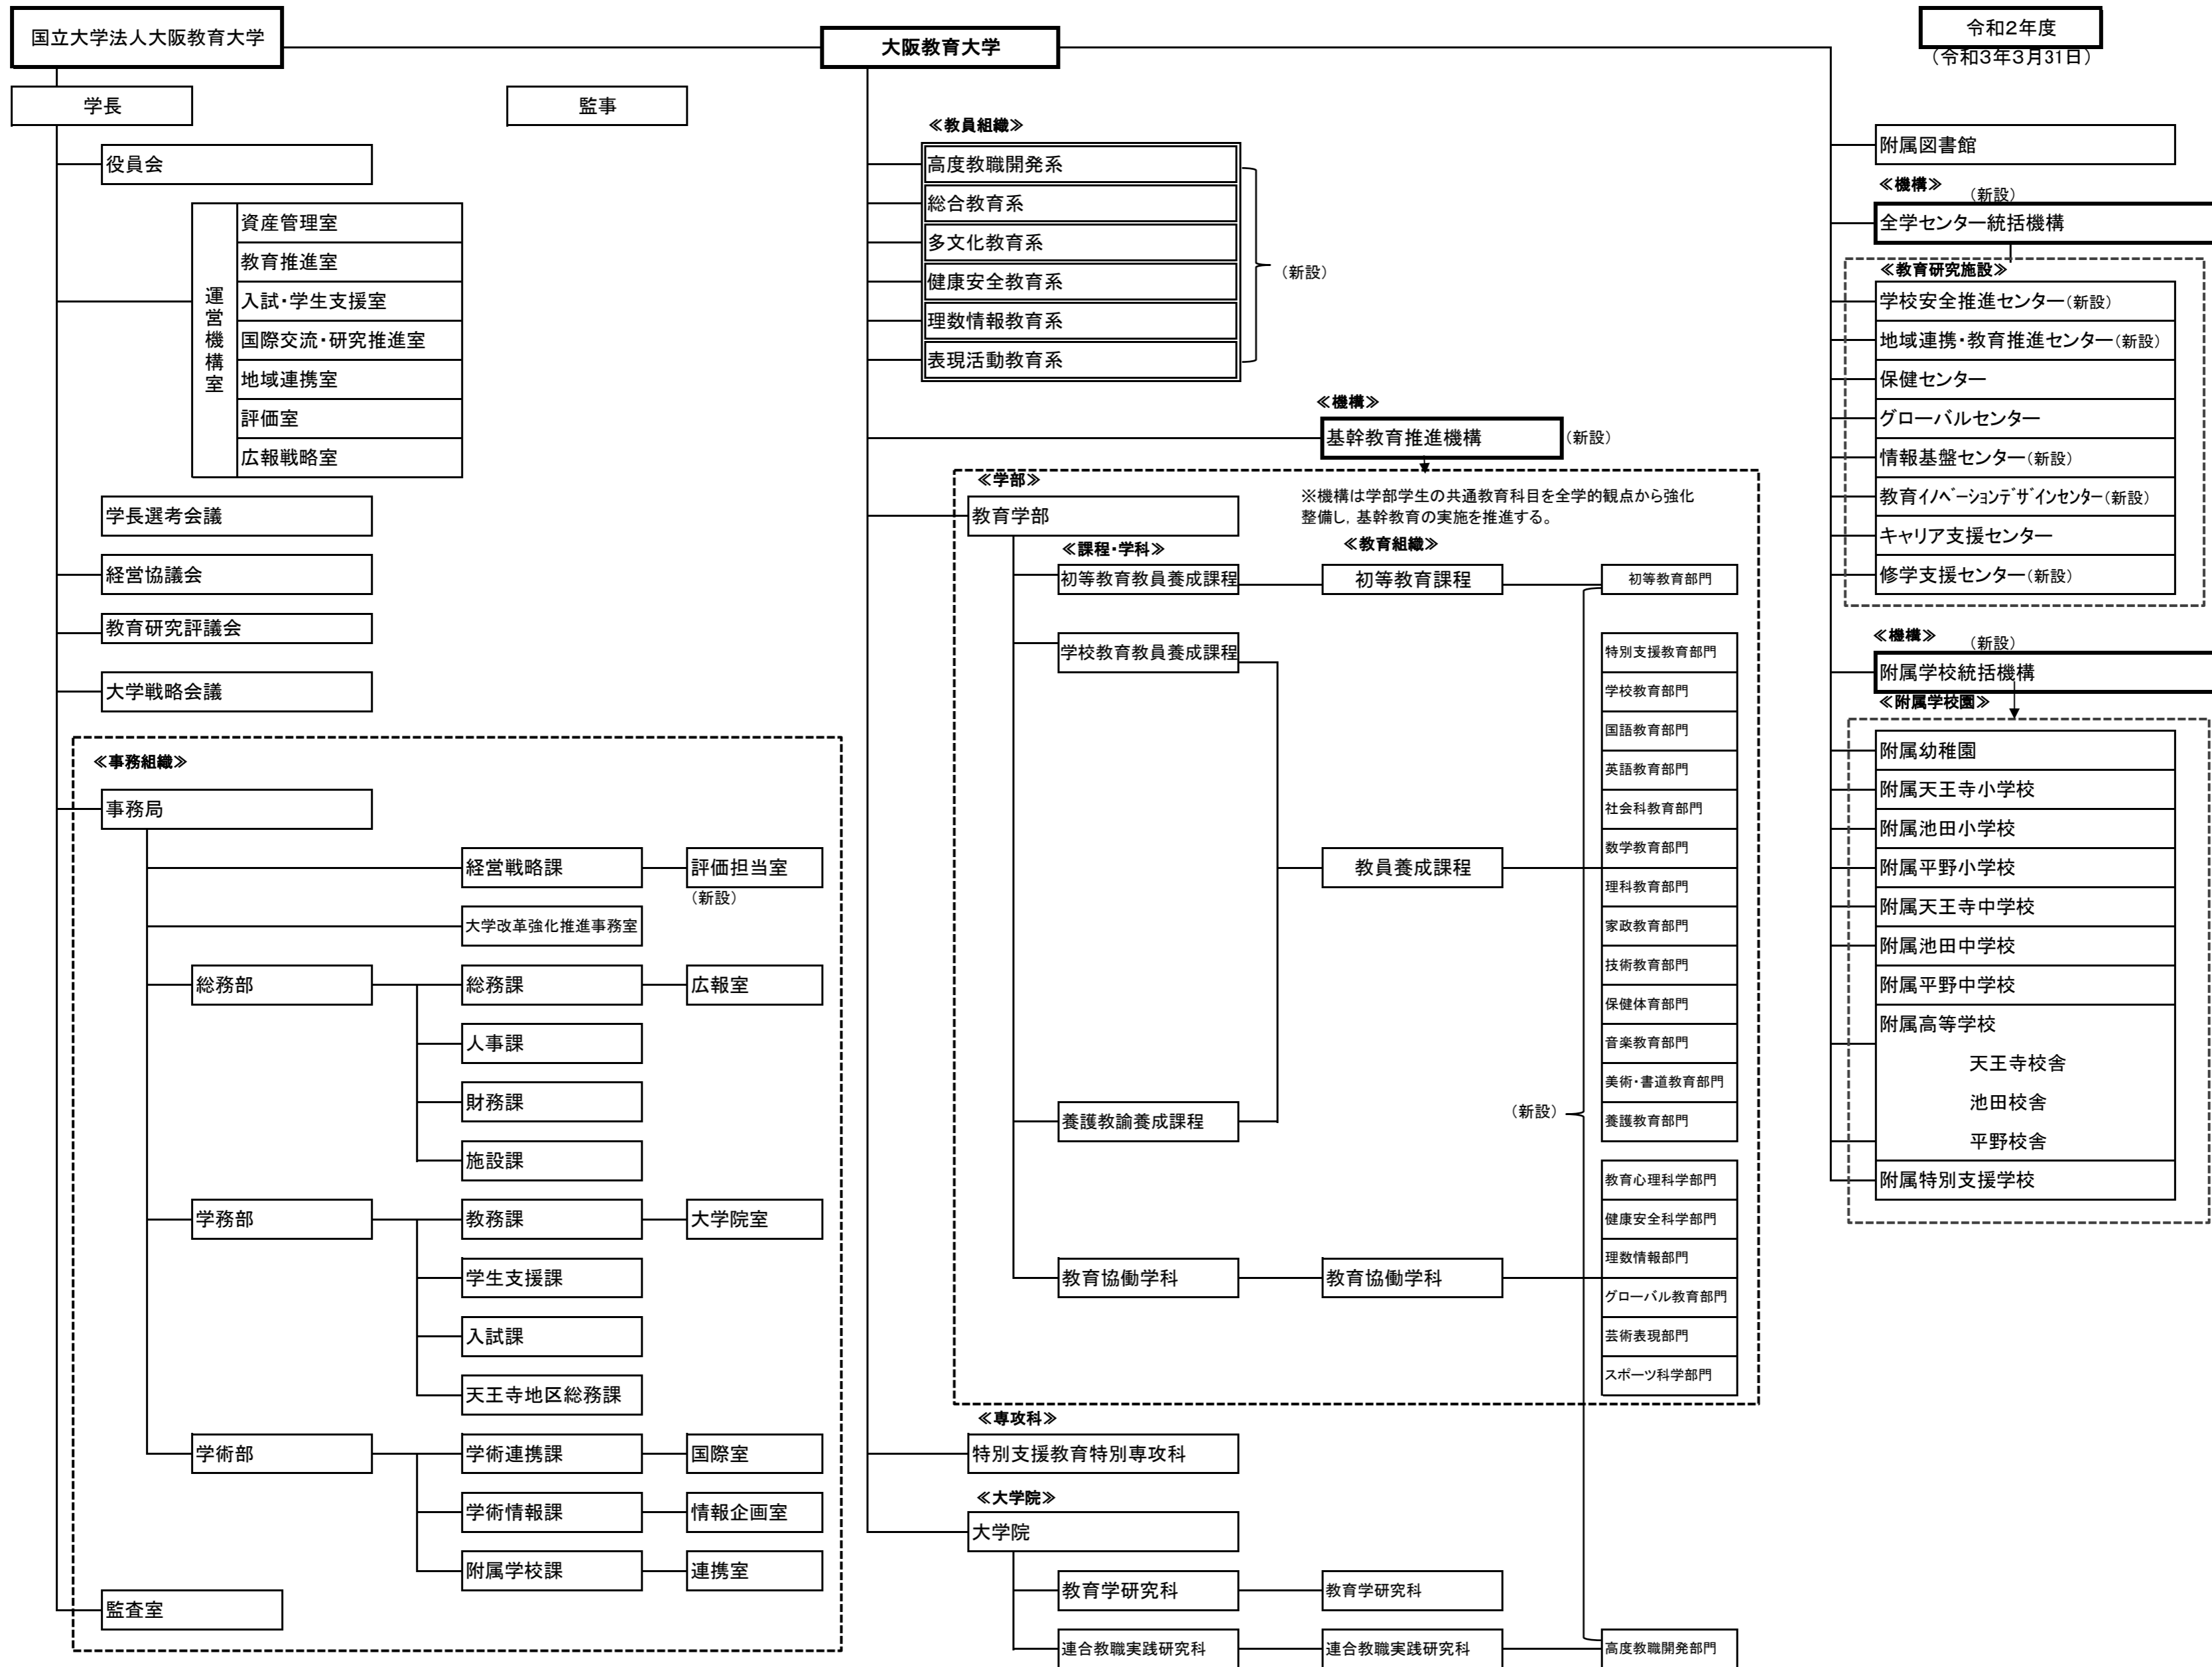 国立大学法人大阪教育大学
大阪教育大学
令和2年度
（令和3年3月31日）
学長
監事
役員会
運営機構室
資産管理室
教育推進室
入試・学生支援室
国際交流・研究推進室
地域連携室
評価室
広報戦略室
学長選考会議
経営協議会
教育研究評議会
大学戦略会議
≪事務組織≫
事務局
経営戦略課
評価担当室
（新設）
大学改革強化推進事務室
総務部
総務課
広報室
人事課
財務課
施設課
学務部
教務課
大学院室
学生支援課
入試課
天王寺地区総務課
学術部
学術連携課
国際室
学術情報課
情報企画室
附属学校課
連携室
監査室
≪教員組織≫
高度教職開発系
総合教育系
多文化教育系
健康安全教育系
理数情報教育系
表現活動教育系
（新設）
≪機構≫
基幹教育推進機構
（新設）
≪学部≫
教育学部
※機構は学部学生の共通教育科目を全学的観点から強化
整備し，基幹教育の実施を推進する。
≪課程・学科≫
≪教育組織≫
初等教育教員養成課程
初等教育課程
初等教育部門
学校教育教員養成課程
養護教諭養成課程
教員養成課程
特別支援教育部門
学校教育部門
国語教育部門
英語教育部門
社会科教育部門
数学教育部門
理科教育部門
家政教育部門
技術教育部門
保健体育部門
音楽教育部門
美術・書道教育部門
養護教育部門
（新設）
教育協働学科
教育協働学科
教育心理科学部門
健康安全科学部門
理数情報部門
グローバル教育部門
芸術表現部門
スポーツ科学部門
≪専攻科≫
特別支援教育特別専攻科
≪大学院≫
大学院
教育学研究科
教育学研究科
連合教職実践研究科
連合教職実践研究科
高度教職開発部門
附属図書館
≪機構≫
（新設）
全学センター統括機構
≪教育研究施設≫
学校安全推進センター（新設）
地域連携・教育推進センター（新設）
保健センター
グローバルセンター
情報基盤センター（新設）
教育ｲﾉﾍﾞｰｼｮﾝﾃﾞｻﾞｲﾝセンター（新設）
キャリア支援センター
修学支援センター（新設）
≪機構≫
（新設）
附属学校統括機構
≪附属学校園≫
附属幼稚園
附属天王寺小学校
附属池田小学校
附属平野小学校
附属天王寺中学校
附属池田中学校
附属平野中学校
附属高等学校
天王寺校舎
池田校舎
平野校舎
附属特別支援学校